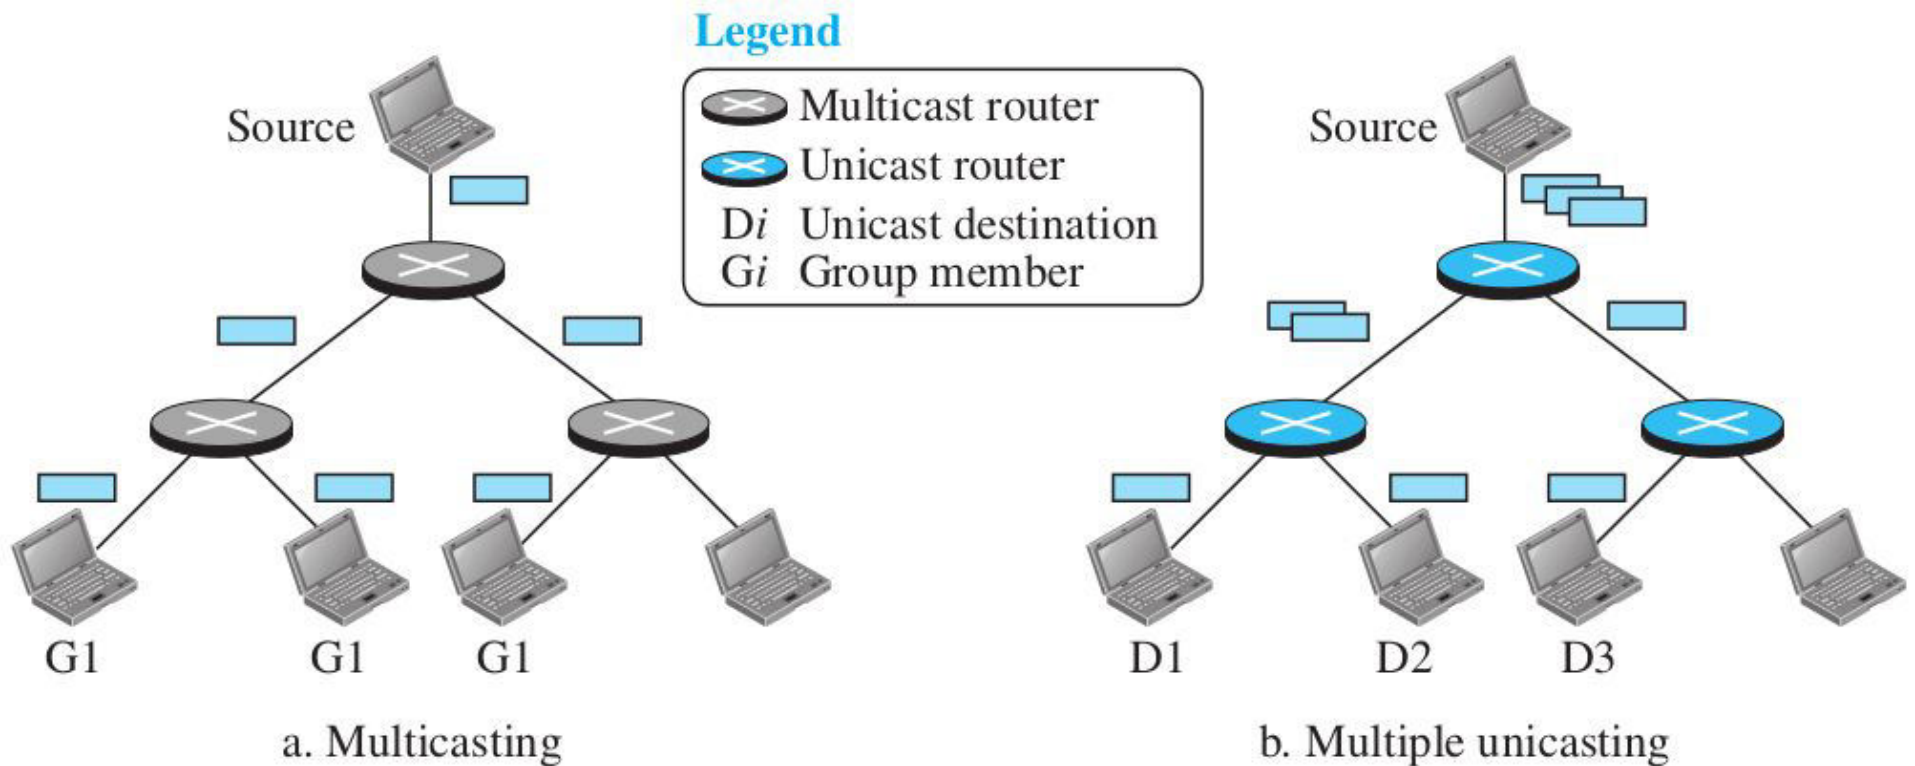 Legend
Source
Multicast router
Unicast router
Di Unicast destination
Gi Group member
Source
G1 G1 G1
D1 D2 D3
a. Multicasting
b. Multiple unicasting